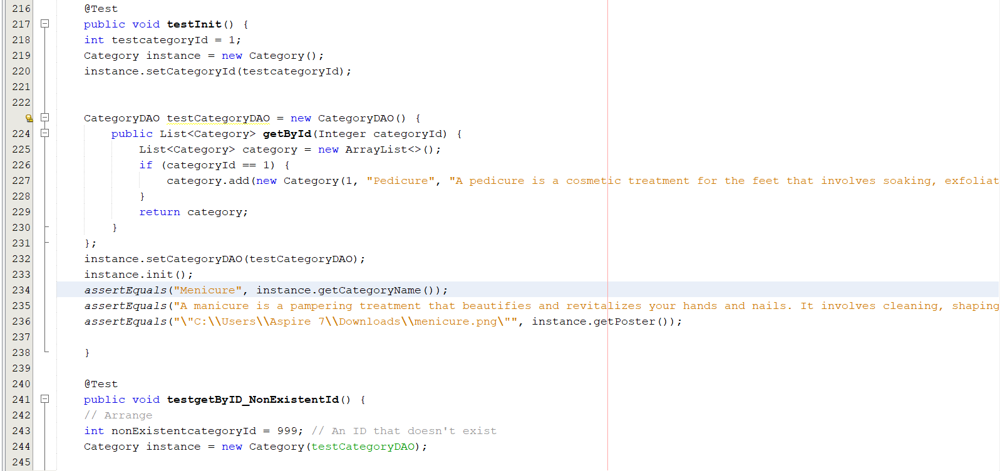 216 @Test
217 public void testInit() {
218 int testcategoryId = 1;
219 Category instance = new Category();
220 instance.setCategoryId(testcategoryId);
221
222
CategoryDAO testCategoryDAO = new CategoryDAO() {
224 public List<Category> getById(Integer categoryId) {
225 List<Category> category = new ArrayList<>();
226 if (categoryId == 1) {
227 category.add(new Category(1, "Pedicure", "A pedicure is a cosmetic treatment for the feet that involves soaking, exfoliat
228 }
229 return category;
230 }
231 };
232 instance.setCategoryDAO(testCategoryDAO);
233 instance.init();
234 assertEquals("Menicure", instance.getCategoryName());
235 assertEquals("A manicure is a pampering treatment that beautifies and revitalizes your hands and nails. It involves cleaning, shaping
236 assertEquals("\"C:\\Users\\Aspire 7\\Downloads\\menicure.png\"", instance.getPoster());
237
238 }
239
240 @Test
241 public void testgetByID_NonExistentId() {
242 // Arrange
243 int nonExistentcategoryId = 999; // An ID that doesn't exist
244 Category instance = new Category(testCategoryDAO);
245